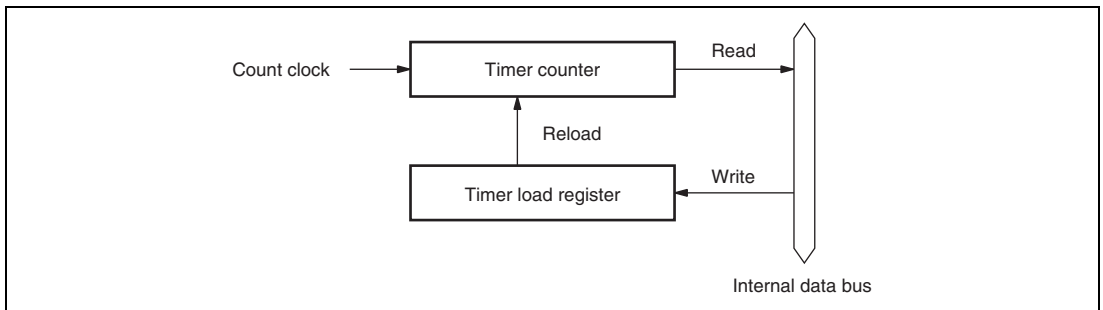 Read
Count clock
Timer counter
Reload
Write
Timer load register
Internal data bus